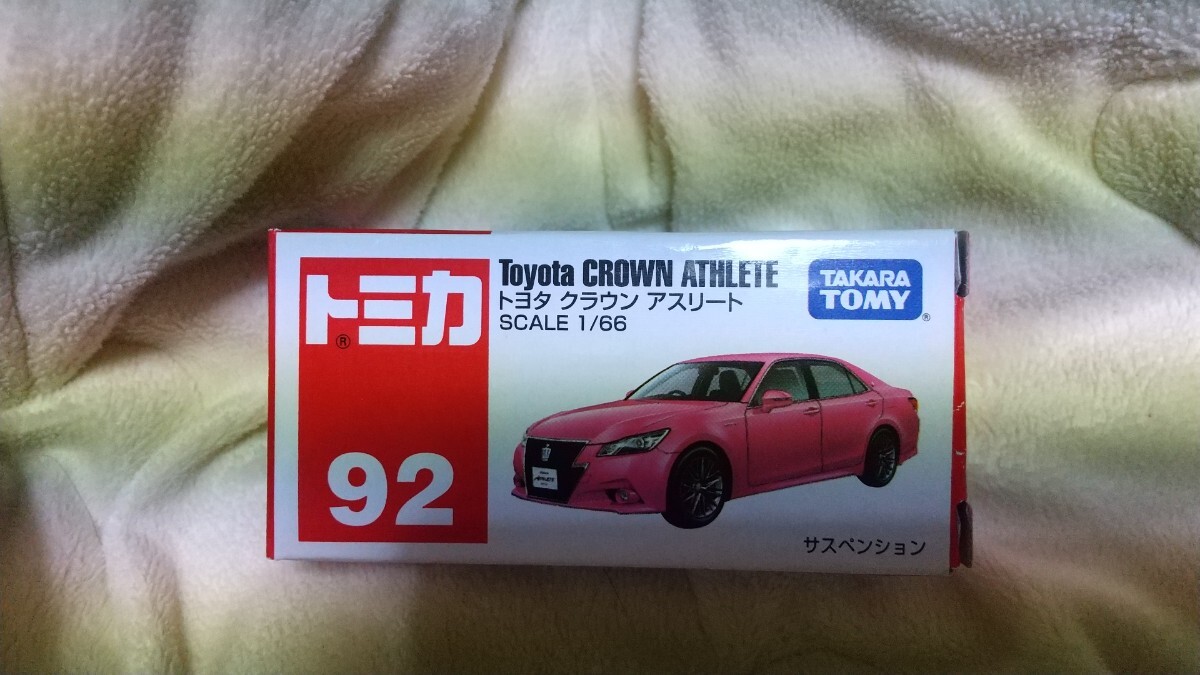 トミカ
®
92
Toyota CROWN ATHLETE
トヨタ クラウン アスリート
SCALE 1/66
TAKARA
TOMY
®
ATHLETE
サスペンション